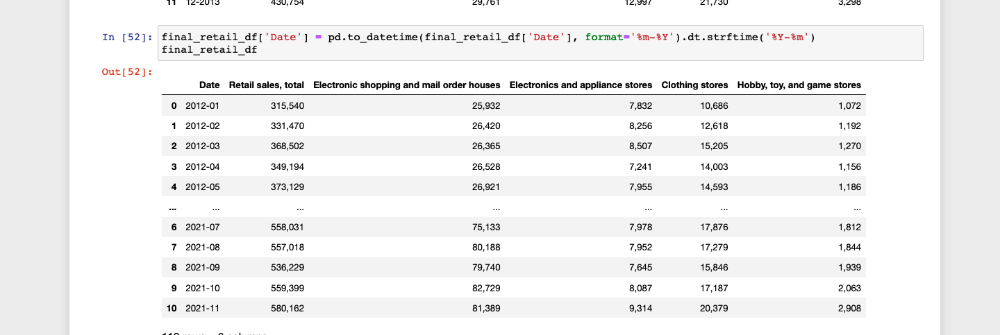 11 12-2013 430,754 29,761 12,997 21,730 3,298
In [52]: final_retail_df['Date'] = pd.to_datetime(final_retail_df['Date'], format='%m-%Y').dt.strftime('%Y-%m')
final_retail_df
Out[52]:
Date Retail sales, total Electronic shopping and mail order houses Electronics and appliance stores Clothing stores Hobby, toy, and game stores
0 2012-01 315,540 25,932 7,832 10,686 1,072
1 2012-02 331,470 26,420 8,256 12,618 1,192
2 2012-03 368,502 26,365 8,507 15,205 1,270
3 2012-04 349,194 26,528 7,241 14,003 1,156
4 2012-05 373,129 26,921 7,955 14,593 1,186
... ... ... ... ... ... ...
6 2021-07 558,031 75,133 7,978 17,876 1,812
7 2021-08 557,018 80,188 7,952 17,279 1,844
8 2021-09 536,229 79,740 7,645 15,846 1,939
9 2021-10 559,399 82,729 8,087 17,187 2,063
10 2021-11 580,162 81,389 9,314 20,379 2,908